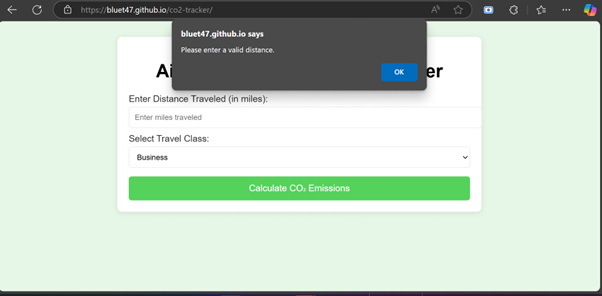 https://bluet47.github.io/co2-tracker/
bluet47.github.io says
Please enter a valid distance.
OK
Ai
er
Enter Distance Traveled (in miles):
Enter miles traveled
Select Travel Class:
Business
Calculate CO₂ Emissions